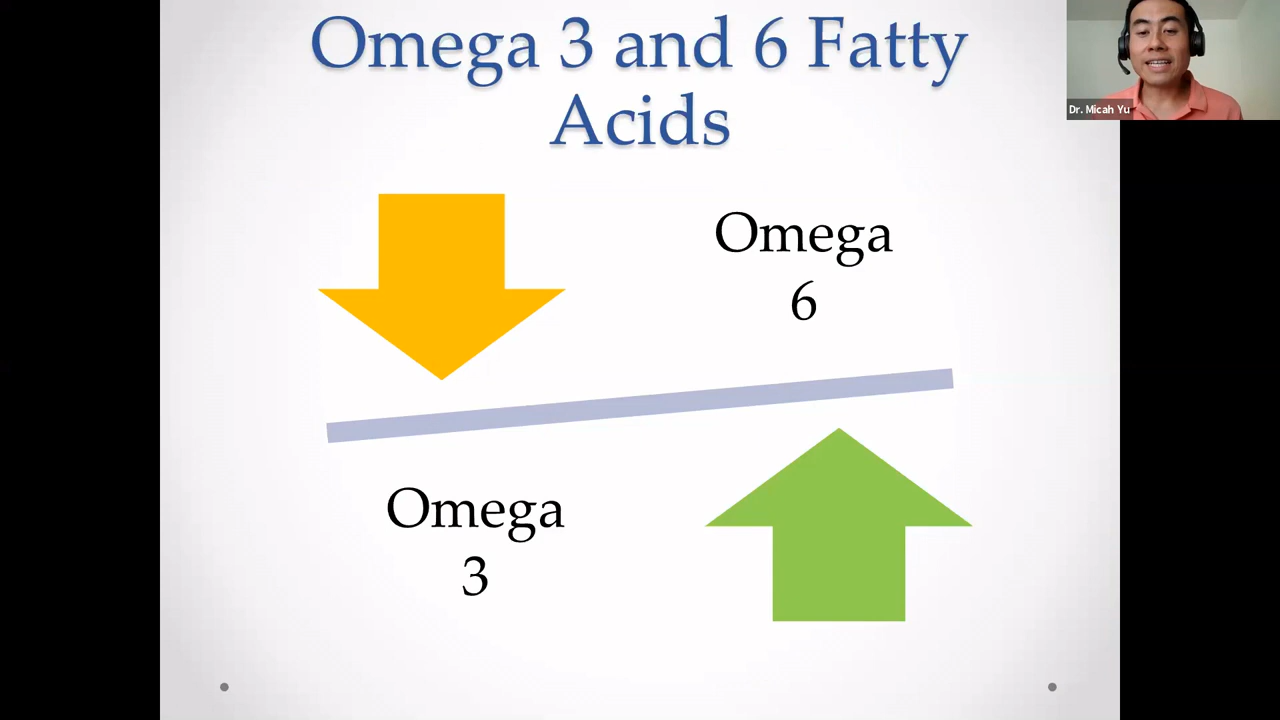 Omega 3 and 6 Fatty
Acids
Dr. Micah Yu
Omega
6
Omega
3